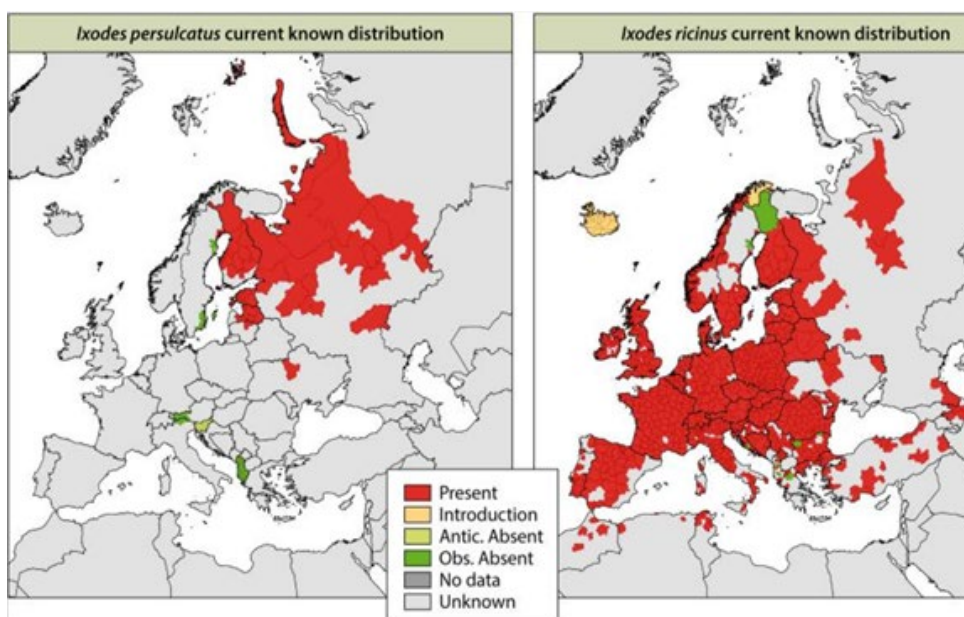 Ixodes persulcatus current known distribution
Ixodes ricinus current known distribution
Present
Introduction
Antic. Absent
Obs. Absent
No data
Unknown